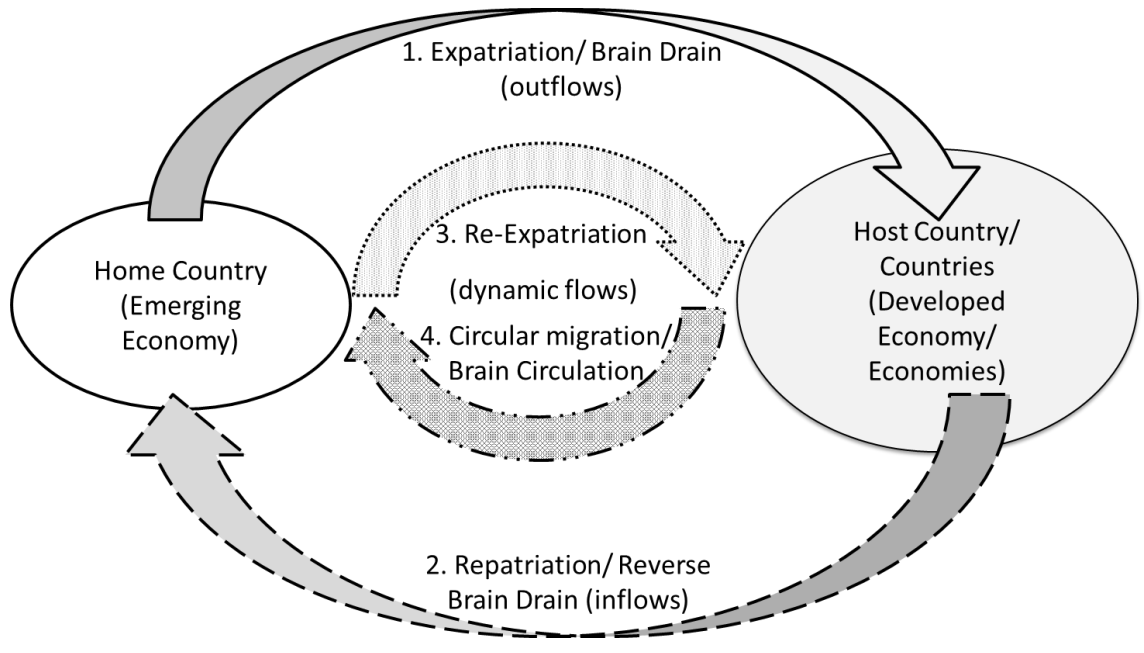 1. Expatriation/ Brain Drain
(outflows)
Home Country
(Emerging
Economy)
3. Re-Expatriation
(dynamic flows)
4. Circular migration/
Brain Circulation
Host Country/
Countries
(Developed
Economy/
Economies)
2. Repatriation/ Reverse
Brain Drain (inflows)